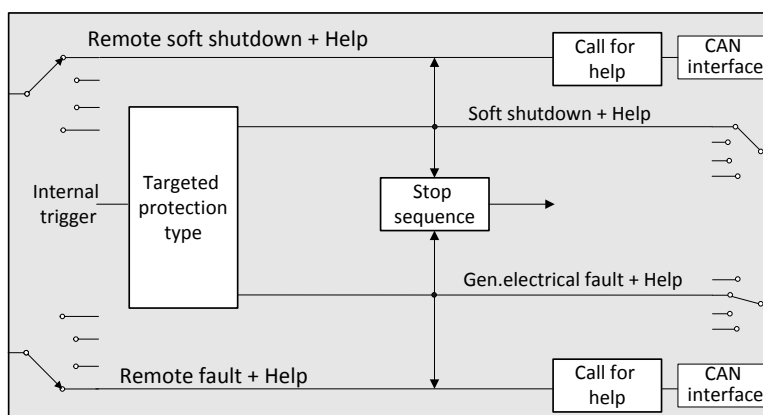 Remote soft shutdown + Help
Call for
help
CAN
interface
Soft shutdown + Help
Internal
trigger
Targeted
protection
type
Stop
sequence
Gen.electrical fault + Help
Remote fault + Help
Call for
help
CAN
interface